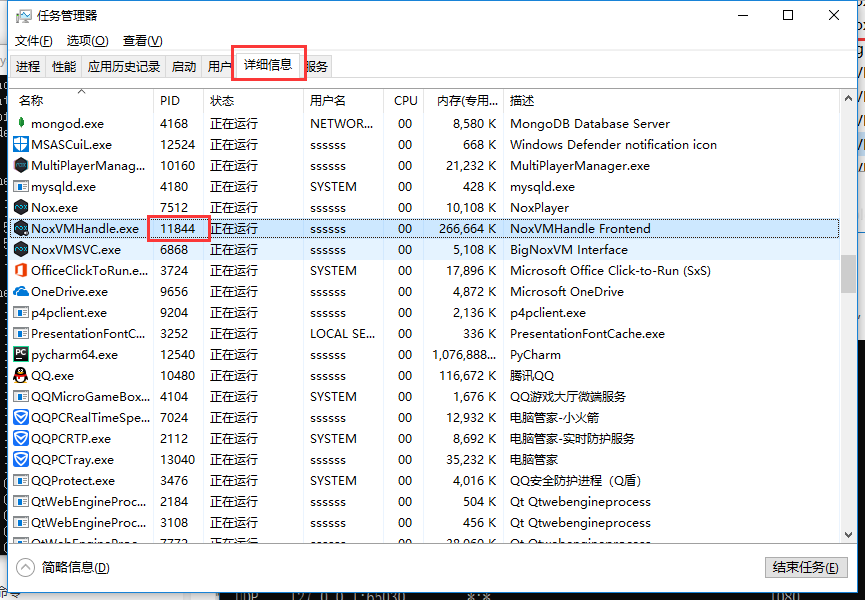 任务管理器
文件(F) 选项(O) 查看(V)
进程 性能 应用历史记录 启动 用户 详细信息 服务
名称 PID 状态 用户名 CPU 内存(专用... 描述
mongod.exe 4168 正在运行 NETWOR... 00 8,580 K MongoDB Database Server
MSASCuiL.exe 12524 正在运行 ssssss 00 668 K Windows Defender notification icon
MultiPlayerManag... 10160 正在运行 ssssss 00 21,232 K MultiPlayerManager.exe
mysqld.exe 4180 正在运行 SYSTEM 00 428 K mysqld.exe
Nox.exe 7512 正在运行 ssssss 00 10,108 K NoxPlayer
NoxVMHandle.exe 11844 正在运行 ssssss 00 266,664 K NoxVMHandle Frontend
NoxVMSVC.exe 6868 正在运行 ssssss 00 5,108 K BigNoxVM Interface
OfficeClickToRun.e... 3724 正在运行 SYSTEM 00 17,896 K Microsoft Office Click-to-Run (SxS)
OneDrive.exe 9656 正在运行 ssssss 00 4,872 K Microsoft OneDrive
p4pclient.exe 9204 正在运行 ssssss 00 2,136 K p4pclient.exe
PresentationFontC... 3252 正在运行 LOCAL SE... 00 336 K PresentationFontCache.exe
pycharm64.exe 12540 正在运行 ssssss 00 1,076,888... PyCharm
QQ.exe 10480 正在运行 ssssss 00 116,672 K 腾讯QQ
QQMicroGameBox... 4104 正在运行 SYSTEM 00 1,676 K QQ游戏大厅微端服务
QQPCRealTimeSpe... 7024 正在运行 ssssss 00 12,932 K 电脑管家-小火箭
QQPCRTP.exe 2112 正在运行 SYSTEM 00 8,692 K 电脑管家-实时防护服务
QQPCTray.exe 13040 正在运行 ssssss 00 35,232 K 电脑管家
QQProtect.exe 3476 正在运行 SYSTEM 00 4,016 K QQ安全防护进程（Q盾）
QtWebEngineProc... 2184 正在运行 ssssss 00 504 K Qt Qtwebengineprocess
QtWebEngineProc... 3108 正在运行 ssssss 00 456 K Qt Qtwebengineprocess
QtWebEngineProc... 7772 正在运行 ssssss 00 Qt Qtwebengineprocess
简略信息(D) 结束任务(E)